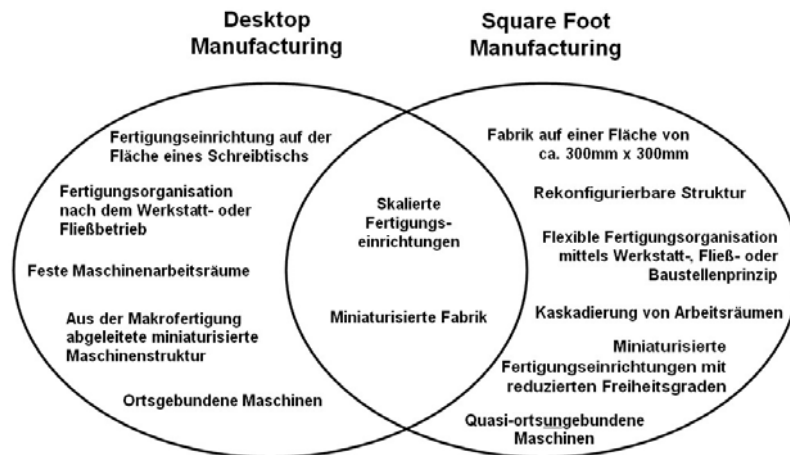 Desktop
Manufacturing
Square Foot
Manufacturing
Fertigungseinrichtung auf der
Fläche eines Schreibtischs
Fertigungsorganisation
nach dem Werkstatt- oder
Fließbetrieb
Feste Maschinenarbeitsräume
Aus der Makrofertigung
abgeleitete miniaturisierte
Maschinenstruktur
Ortsgebundene Maschinen
Skalierte
Fertigungs-
einrichtungen
Miniaturisierte Fabrik
Fabrik auf einer Fläche von
ca. 300mm x 300mm
Rekonfigurierbare Struktur
Flexible Fertigungsorganisation
mittels Werkstatt-, Fließ- oder
Baustellenprinzip
Kaskadierung von Arbeitsräumen
Miniaturisierte
Fertigungseinrichtungen mit
reduzierten Freiheitsgraden
Quasi-ortsungebundene
Maschinen